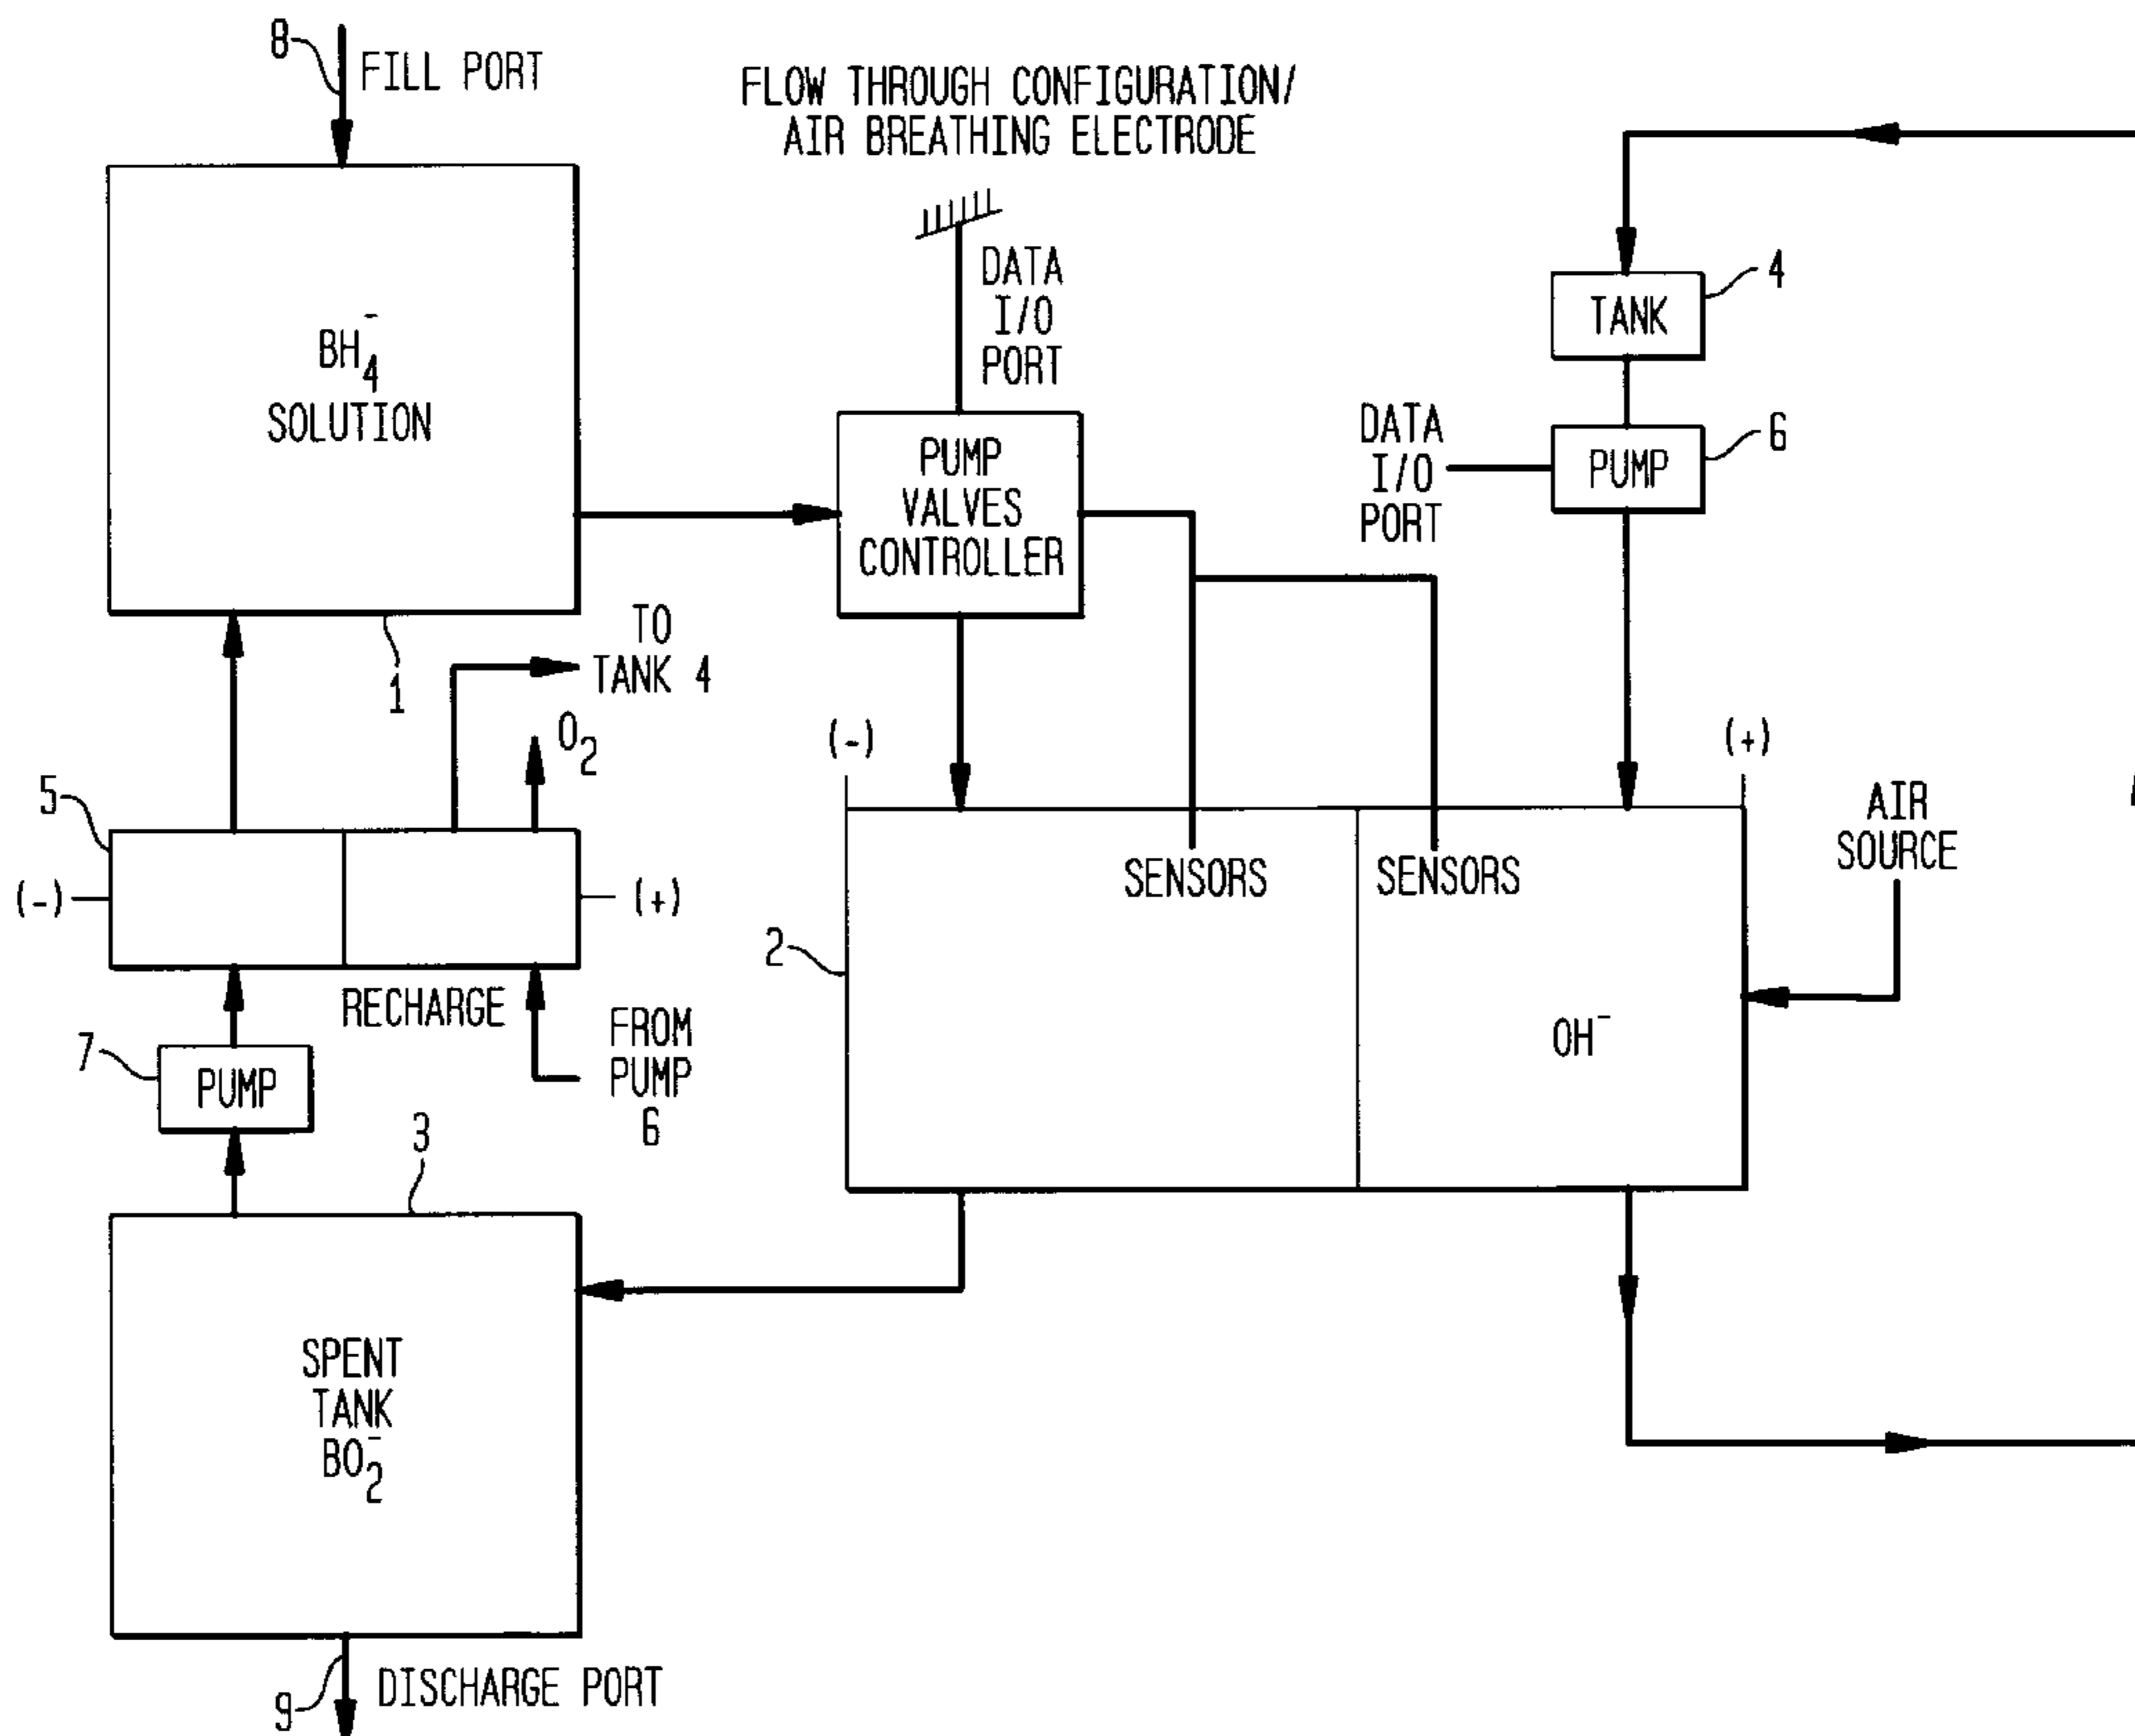 8
FILL PORT
FLOW THROUGH CONFIGURATION/
AIR BREATHING ELECTRODE
BH₄⁻
SOLUTION
1
DATA
I/O
PORT
PUMP
VALVES
CONTROLLER
TANK
4
DATA
I/O
PORT
PUMP
6
TO
TANK 4
O₂
5
(-)
(+)
RECHARGE
FROM
PUMP
6
7
PUMP
(-)
(+)
SENSORS
SENSORS
2
OH⁻
AIR
SOURCE
3
SPENT
TANK
BO₂⁻
9
DISCHARGE PORT